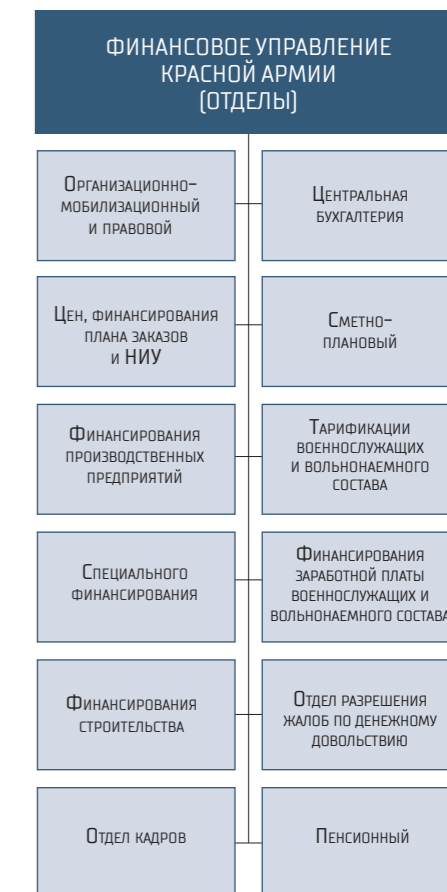 ФИНАНСОВОЕ УПРАВЛЕНИЕ
КРАСНОЙ АРМИИ
(ОТДЕЛЫ)
Организационно-
мобилизационный
и правовой
Центральная
бухгалтерия
Цен, финансирования
плана заказов
и НИУ
Сметно-
плановый
Финансирования
производственных
предприятий
Тарификации
военнослужащих
и вольнонаемного
состава
Специального
финансирования
Финансирования
заработной платы
военнослужащих и
вольнонаемного состава
Финансирования
строительства
Отдел разрешения
жалоб по денежному
довольствию
Отдел кадров
Пенсионный